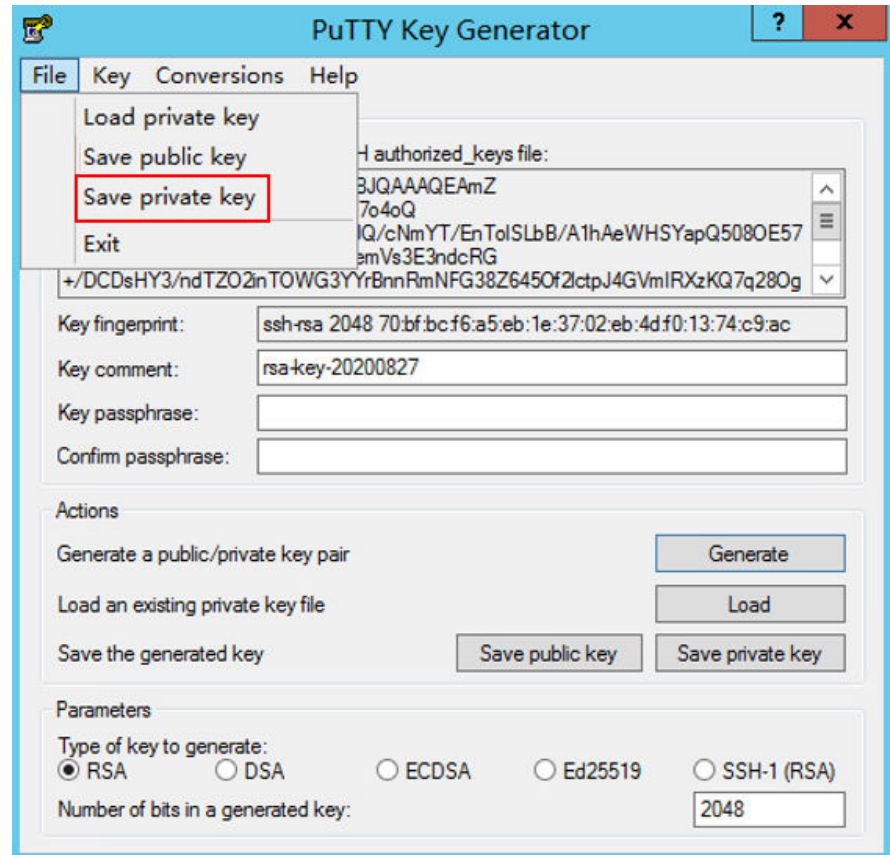 PuTTY Key Generator
? x
File Key Conversions Help
Load private key
Save public key
Save private key
Exit
H authorized_keys file:
BJQAAAQEAmZ
7o4oQ
JQ/cNmYT/EnToISLbB/A1hAeWHSYapQ508OE57
emVs3E3ndcRG
+/DCDsHY3/ndTZO2inTOWG3YYrBnnRmNFG38Z645Of2IctpJ4GVmIRXzKQ7q28Og
Key fingerprint: ssh-rsa 2048 70:bf:bc:f6:a5:eb:1e:37:02:eb:4d:f0:13:74:c9:ac
Key comment: rsa-key-20200827
Key passphrase:
Confirm passphrase:
Actions
Generate a public/private key pair Generate
Load an existing private key file Load
Save the generated key Save public key Save private key
Parameters
Type of key to generate:
RSA DSA ECDSA Ed25519 SSH-1 (RSA)
Number of bits in a generated key: 2048